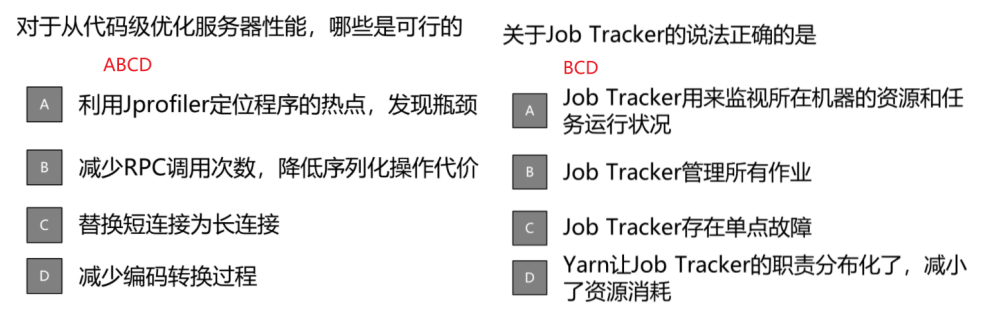 对于从代码级优化服务器性能，哪些是可行的
ABCD
A
利用Jprofiler定位程序的热点，发现瓶颈
B
减少RPC调用次数，降低序列化操作代价
C
替换短连接为长连接
D
减少编码转换过程
关于Job Tracker的说法正确的是
BCD
A
Job Tracker用来监视所在机器的资源和任
务运行状况
B
Job Tracker管理所有作业
C
Job Tracker存在单点故障
D
Yarn让Job Tracker的职责分布化了，减小
了资源消耗